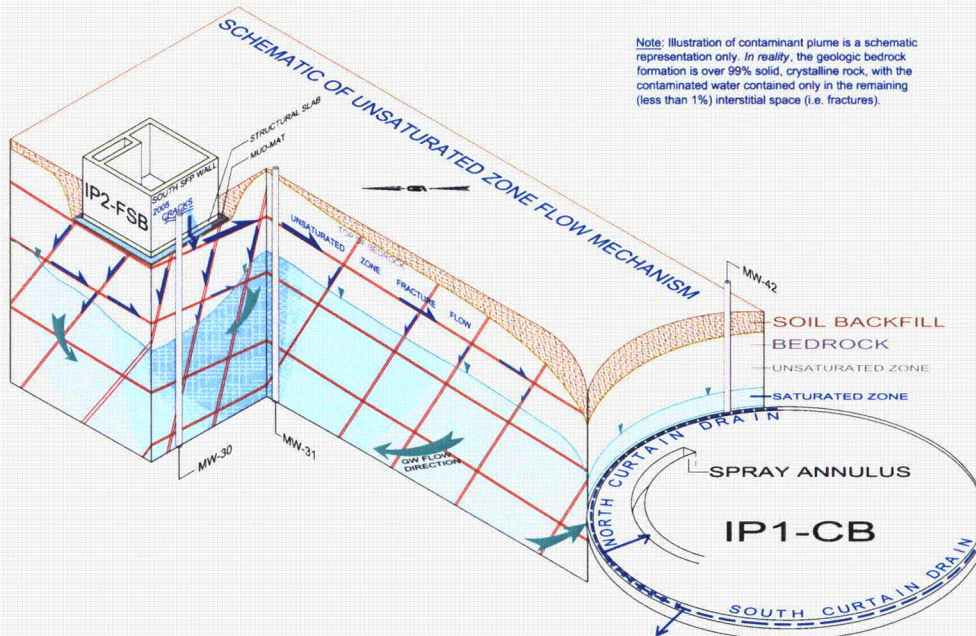 SCHEMATIC OF UNSATURATED ZONE FLOW MECHANISM
Note: Illustration of contaminant plume is a schematic
representation only. In reality, the geologic bedrock
formation is over 99% solid, crystalline rock, with the
contaminated water contained only in the remaining
(less than 1%) interstitial space (i.e. fractures).
STRUCTURAL SLAB
MUD-MAT
SOUTH SFP WALL
IP2-FSB
2005
CRACKS
TOP OF BEDROCK
UNSATURATED ZONE FRACTURE FLOW
MW-42
SOIL BACKFILL
BEDROCK
UNSATURATED ZONE
SATURATED ZONE
MW-30
MW-31
GW FLOW
DIRECTION
NORTH CURTAIN DRAIN
SPRAY ANNULUS
IP1-CB
SOUTH CURTAIN DRAIN